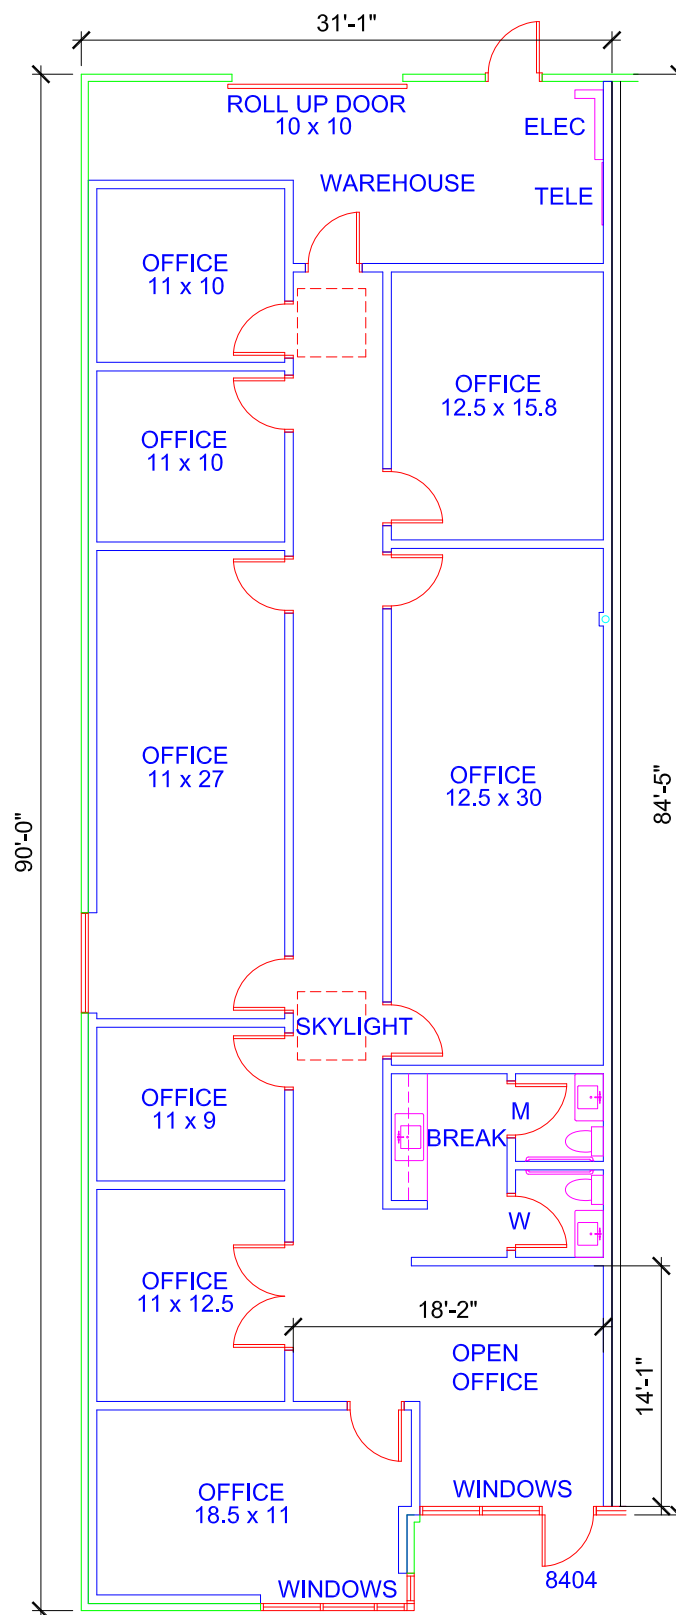 31'-1"
ROLL UP DOOR
10 x 10
ELEC
WAREHOUSE
TELE
OFFICE
11 x 10
OFFICE
12.5 x 15.8
OFFICE
11 x 10
OFFICE
11 x 27
OFFICE
12.5 x 30
90'-0"
84'-5"
SKYLIGHT
OFFICE
11 x 9
M
BREAK
W
OFFICE
11 x 12.5
18'-2"
OPEN
OFFICE
14'-1"
OFFICE
18.5 x 11
WINDOWS
WINDOWS
8404